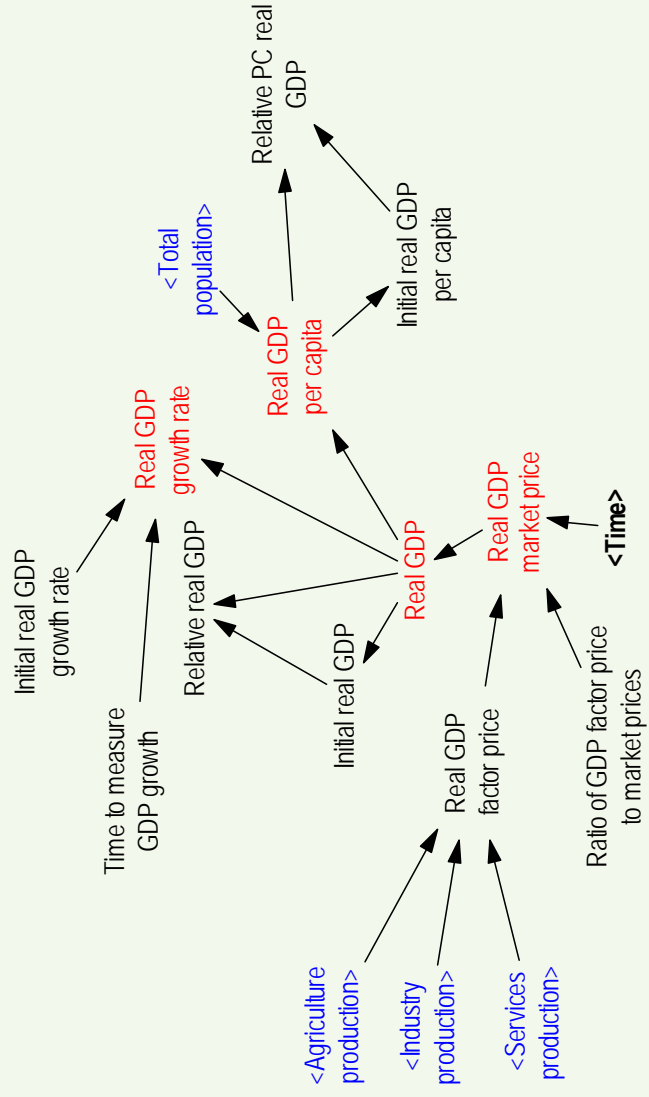 Initial real GDP
growth rate
Time to measure
GDP growth
Real GDP
growth rate
Relative real GDP
<Total
population>
Relative PC real
GDP
Real GDP
per capita
Initial real GDP
Initial real GDP
per capita
<Agriculture
production>
Real GDP
<Industry
production>
Real GDP
factor price
Real GDP
market price
<Services
production>
<Time>
Ratio of GDP factor price
to market prices